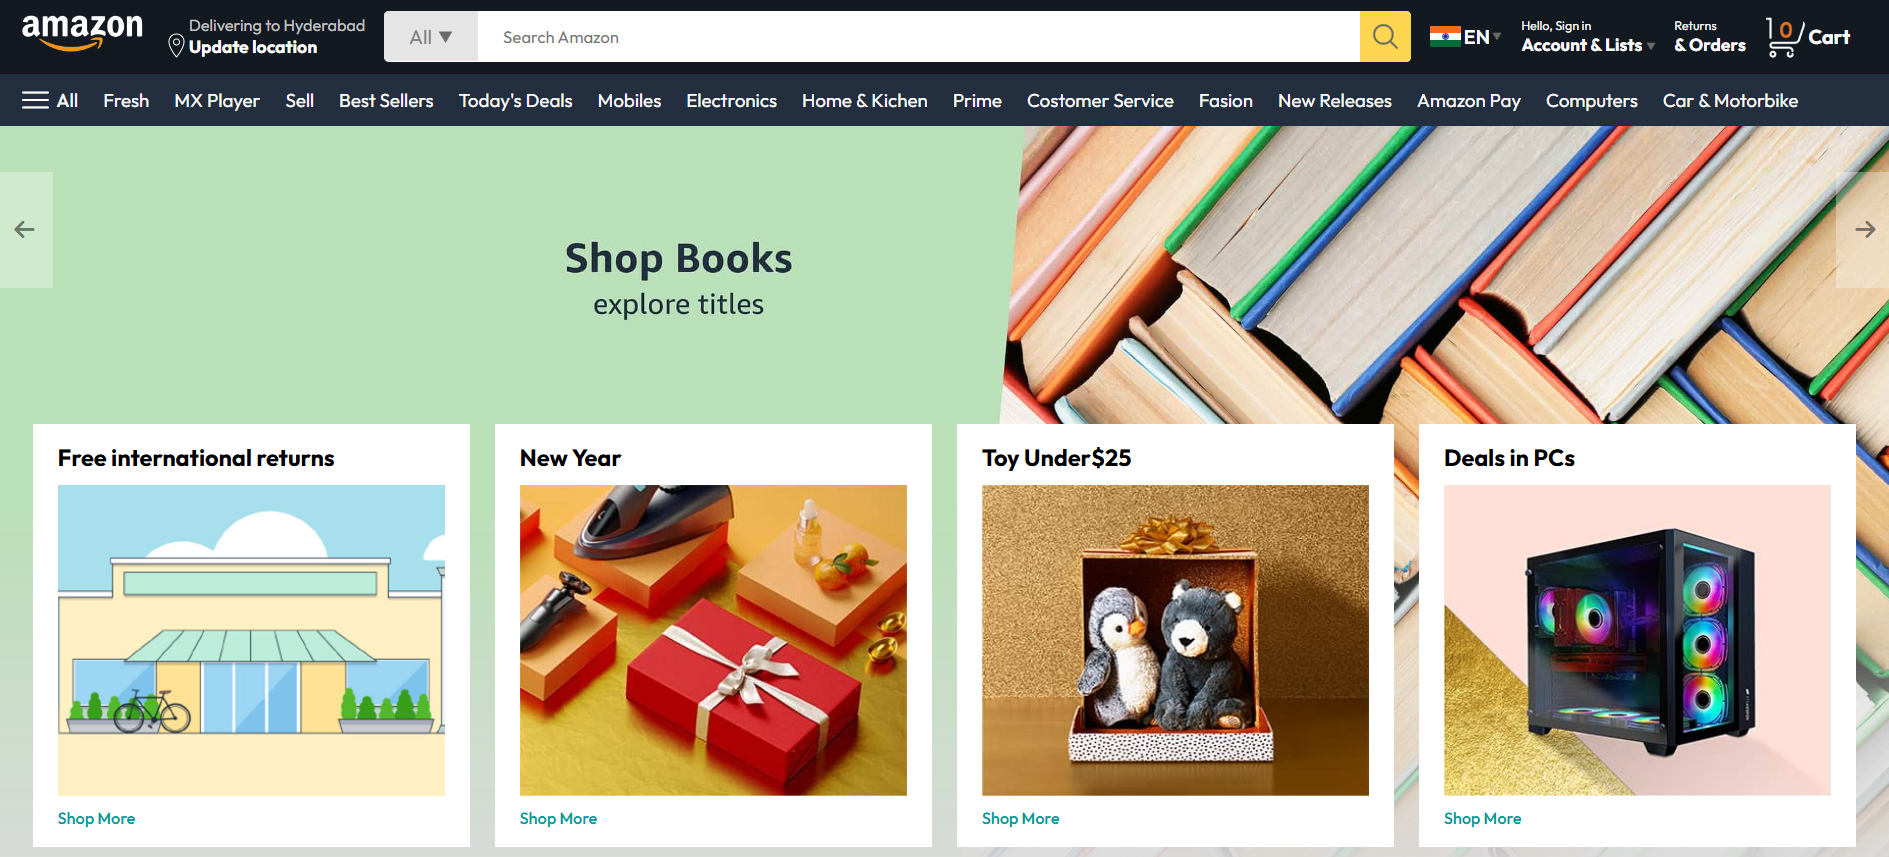 amazon
Delivering to Hyderabad
Update location
All ▼
Search Amazon
EN ▾
Hello, Sign in
Account & Lists ▾
Returns
& Orders
0
Cart
All
Fresh
MX Player
Sell
Best Sellers
Today's Deals
Mobiles
Electronics
Home & Kichen
Prime
Costomer Service
Fasion
New Releases
Amazon Pay
Computers
Car & Motorbike
Shop Books
explore titles
Free international returns
New Year
Toy Under$25
Deals in PCs
Shop More
Shop More
Shop More
Shop More